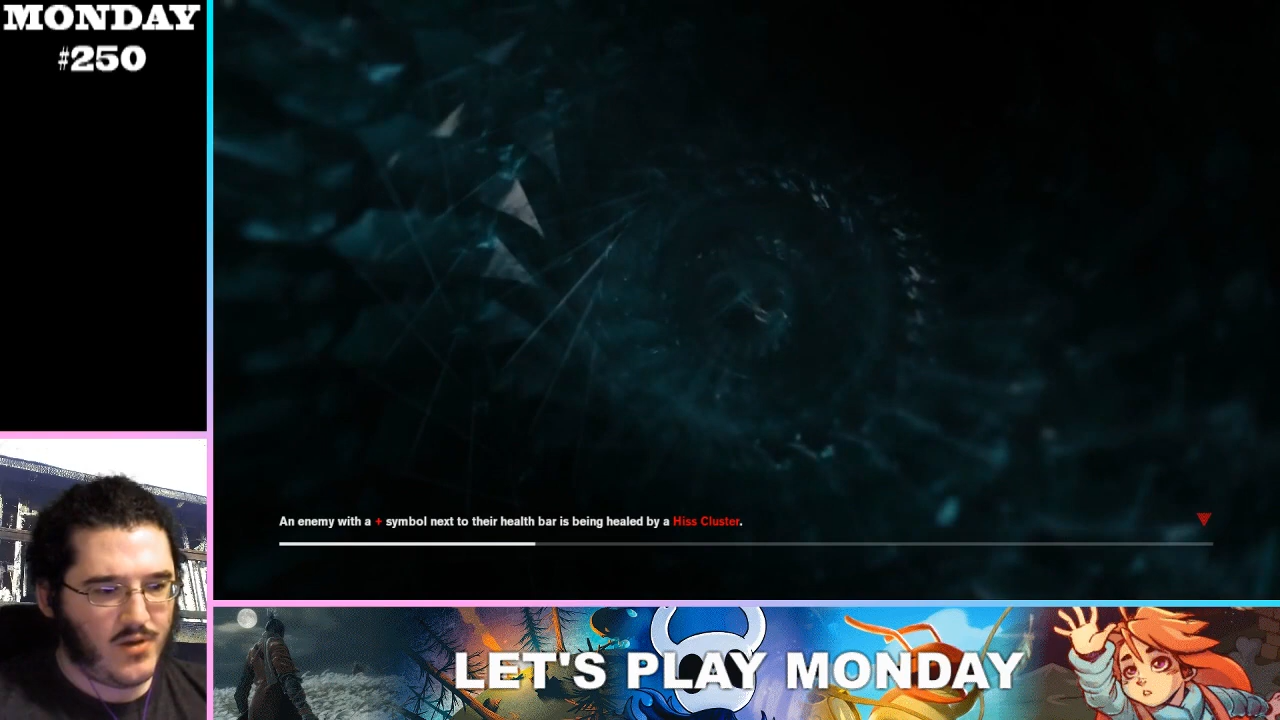 MONDAY
#250
An enemy with a + symbol next to their health bar is being healed by a Hiss Cluster.
LET'S PLAY MONDAY